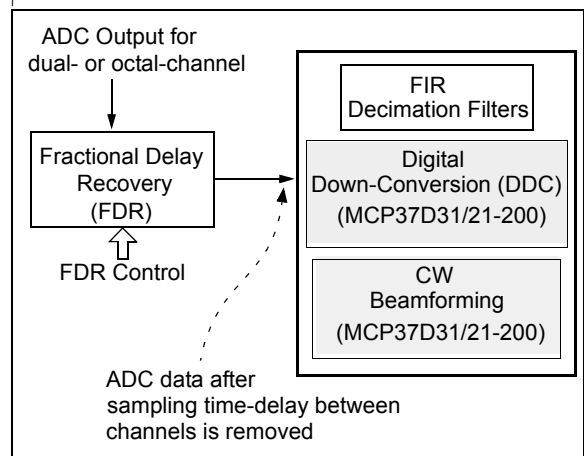 ADC Output for
dual- or octal-channel
Fractional Delay
Recovery
(FDR)
FDR Control
FIR
Decimation Filters
Digital
Down-Conversion (DDC)
(MCP37D31/21-200)
CW
Beamforming
(MCP37D31/21-200)
ADC data after
sampling time-delay between
channels is removed